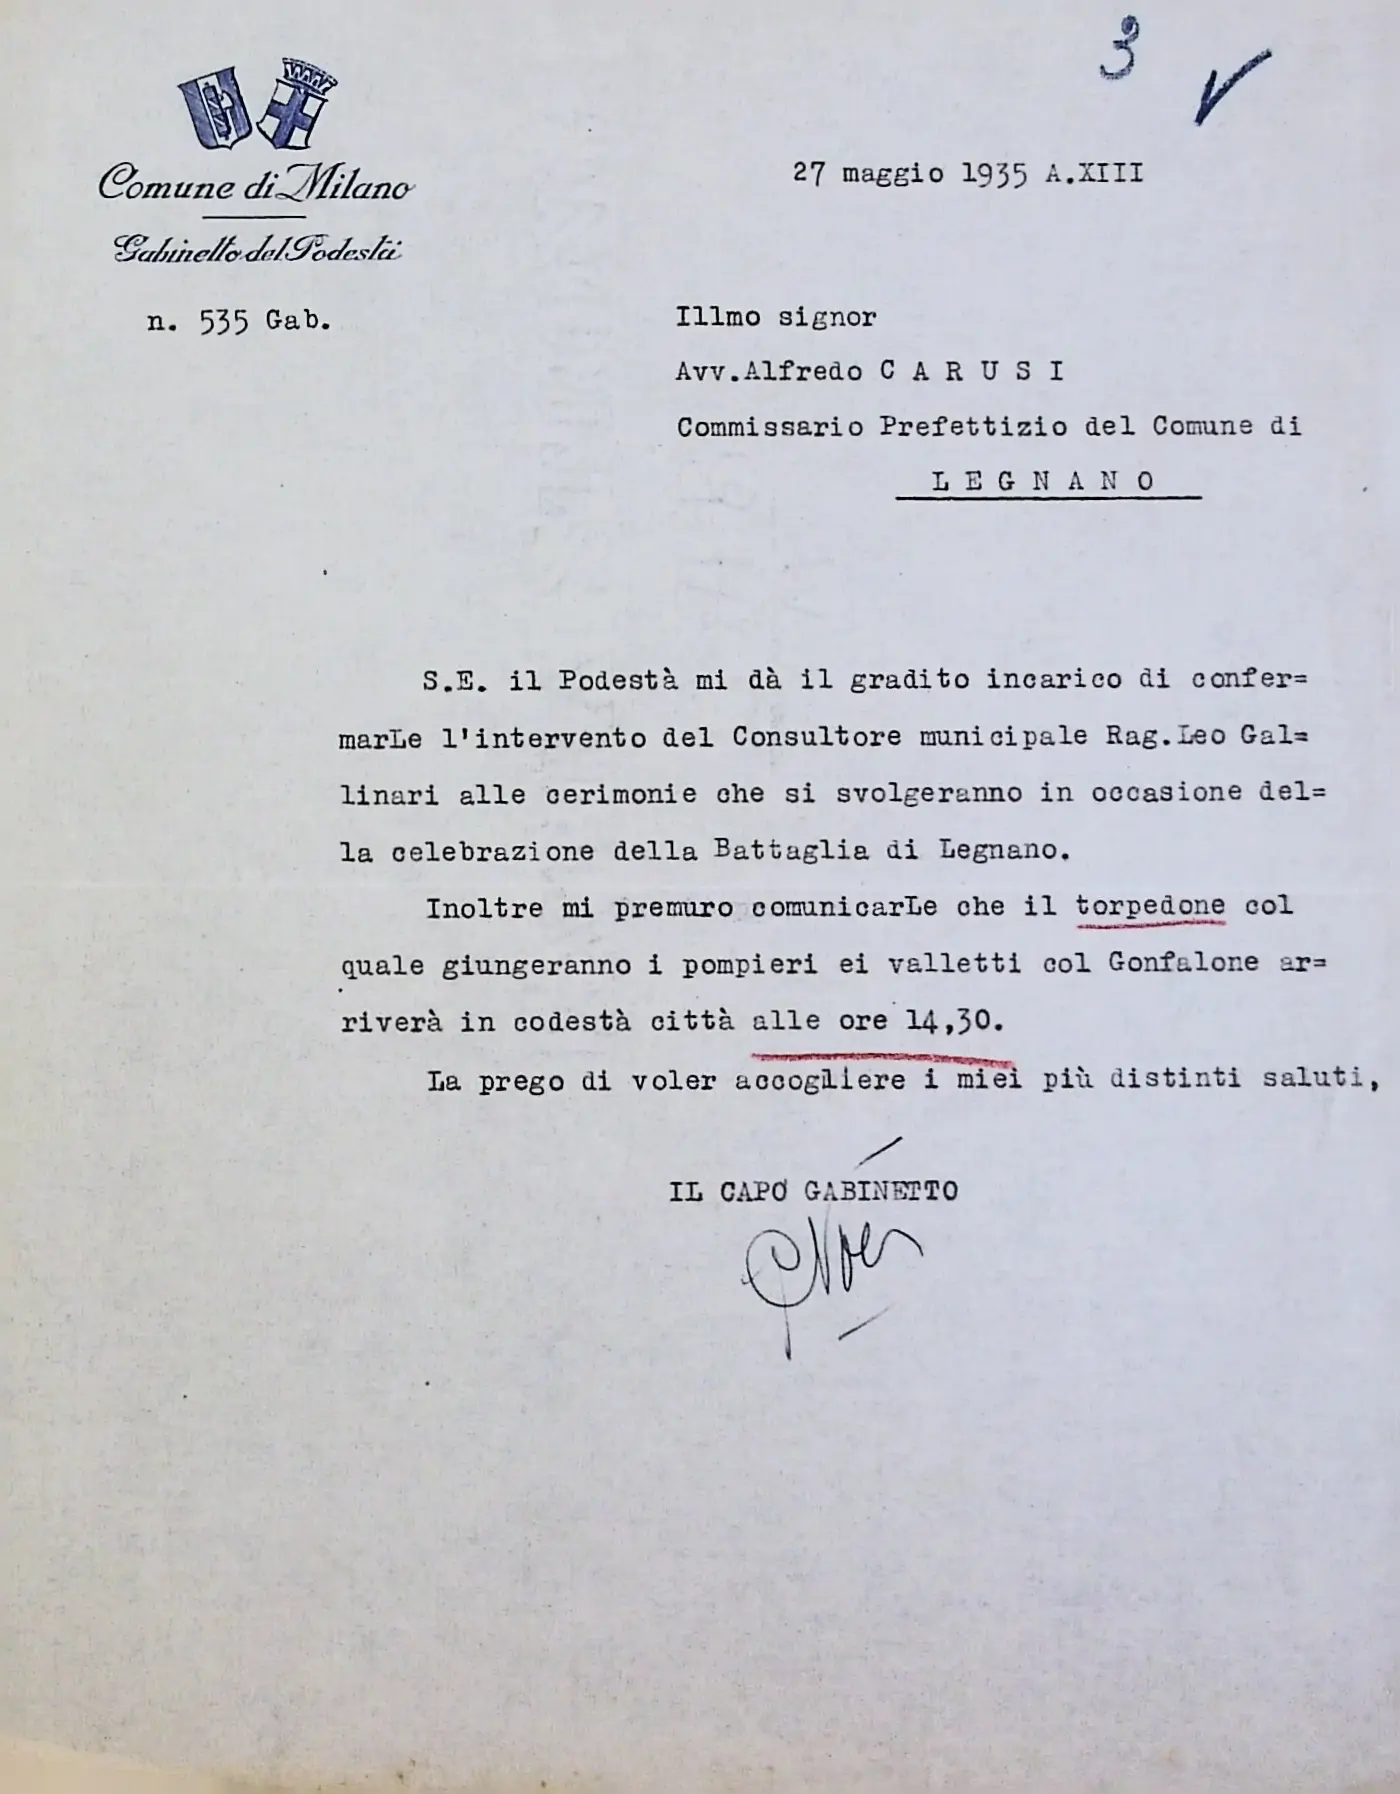 3
Comune di Milano
Gabinetto del Podestà
27 maggio 1935 A.XIII
n. 535 Gab.
Illmo signor
Avv.Alfredo C A R U S I
Commissario Prefettizio del Comune di
L E G N A N O
S.E. il Podestà mi dà il gradito incarico di confer=
marLe l'intervento del Consultore municipale Rag.Leo Gal=
linari alle cerimonie che si svolgeranno in occasione del=
la celebrazione della Battaglia di Legnano.
Inoltre mi premuro comunicarLe che il torpedone col
quale giungeranno i pompieri ei valletti col Gonfalone ar=
riverà in codestà città alle ore 14,30.
La prego di voler accogliere i miei più distinti saluti,
IL CAPO GABINETTO